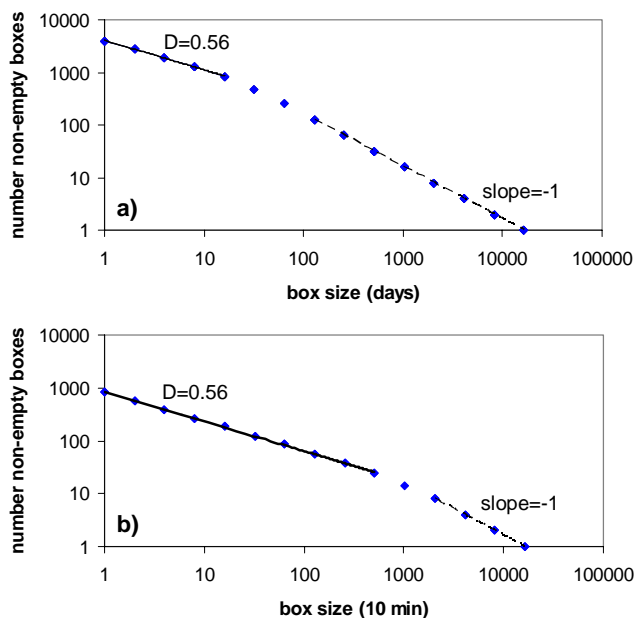 number non-empty boxes
10000
1000
100
10
1
D=0.56
slope=-1
a)
1 10 100 1000 10000 100000
box size (days)
number non-empty boxes
10000
1000
100
10
1
D=0.56
slope=-1
b)
1 10 100 1000 10000 100000
box size (10 min)